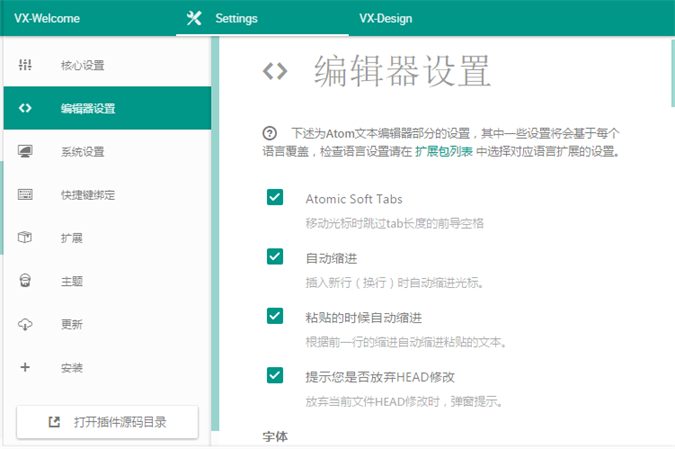 VX-Welcome
Settings
VX-Design
核心设置
编辑器设置
系统设置
快捷键绑定
扩展
主题
更新
安装
打开插件源码目录
编辑器设置
下述为Atom文本编辑器部分的设置，其中一些设置将会基于每个
语言覆盖，检查语言设置请在 扩展包列表 中选择对应语言扩展的设置。
Atomic Soft Tabs
移动光标时跳过tab长度的前导空格
自动缩进
插入新行（换行）时自动缩进光标。
粘贴的时候自动缩进
根据前一行的缩进自动缩进粘贴的文本。
提示您是否放弃HEAD修改
放弃当前文件HEAD修改时，弹窗提示。
字体